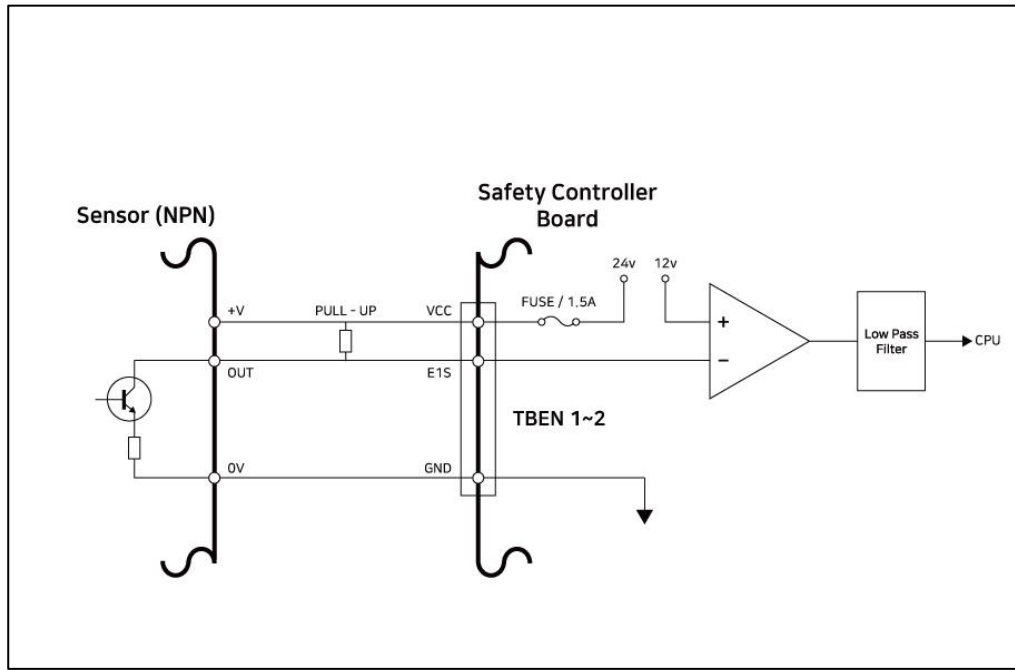 Sensor (NPN)
Safety Controller
Board
24v
12v
+V
PULL - UP
VCC
FUSE / 1.5A
+
−
Low Pass
Filter
CPU
OUT
E1S
TBEN 1~2
0V
GND